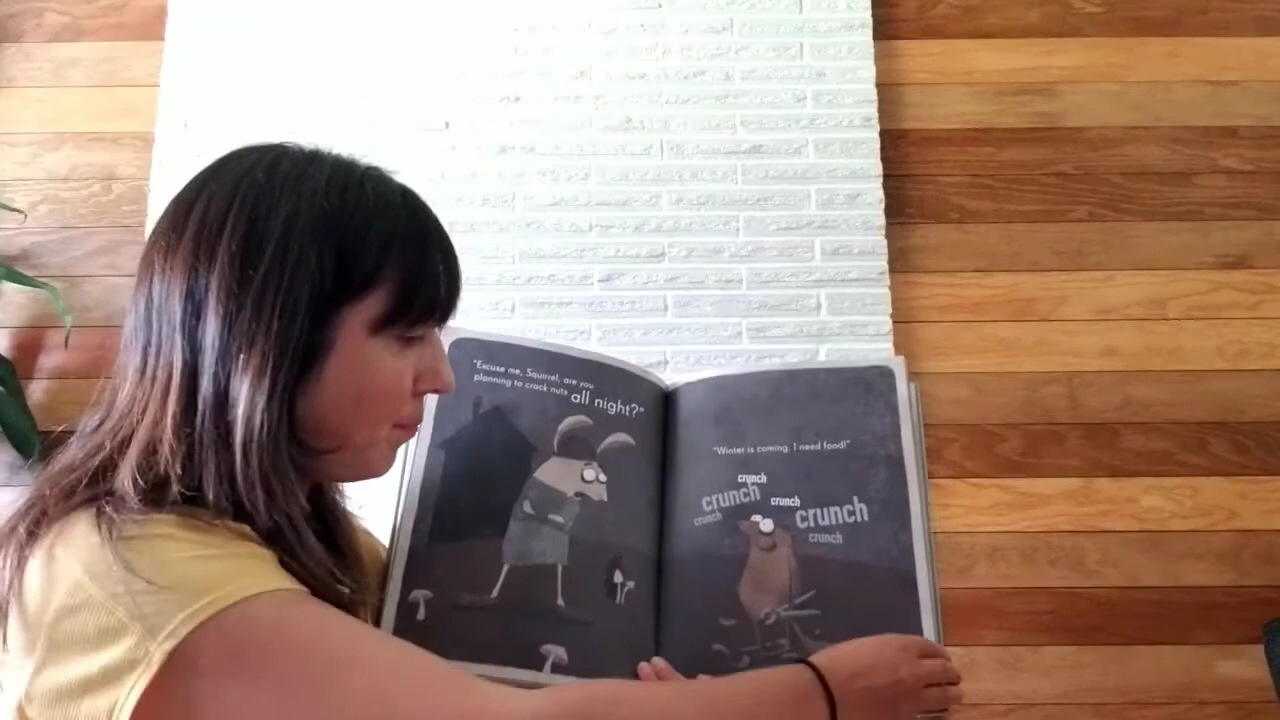 "Excuse me, Squirrel, are you
planning to crack nuts all night?"
"Winter is coming. I need food!"
crunch
crunch
crunch
crunch
crunch
crunch